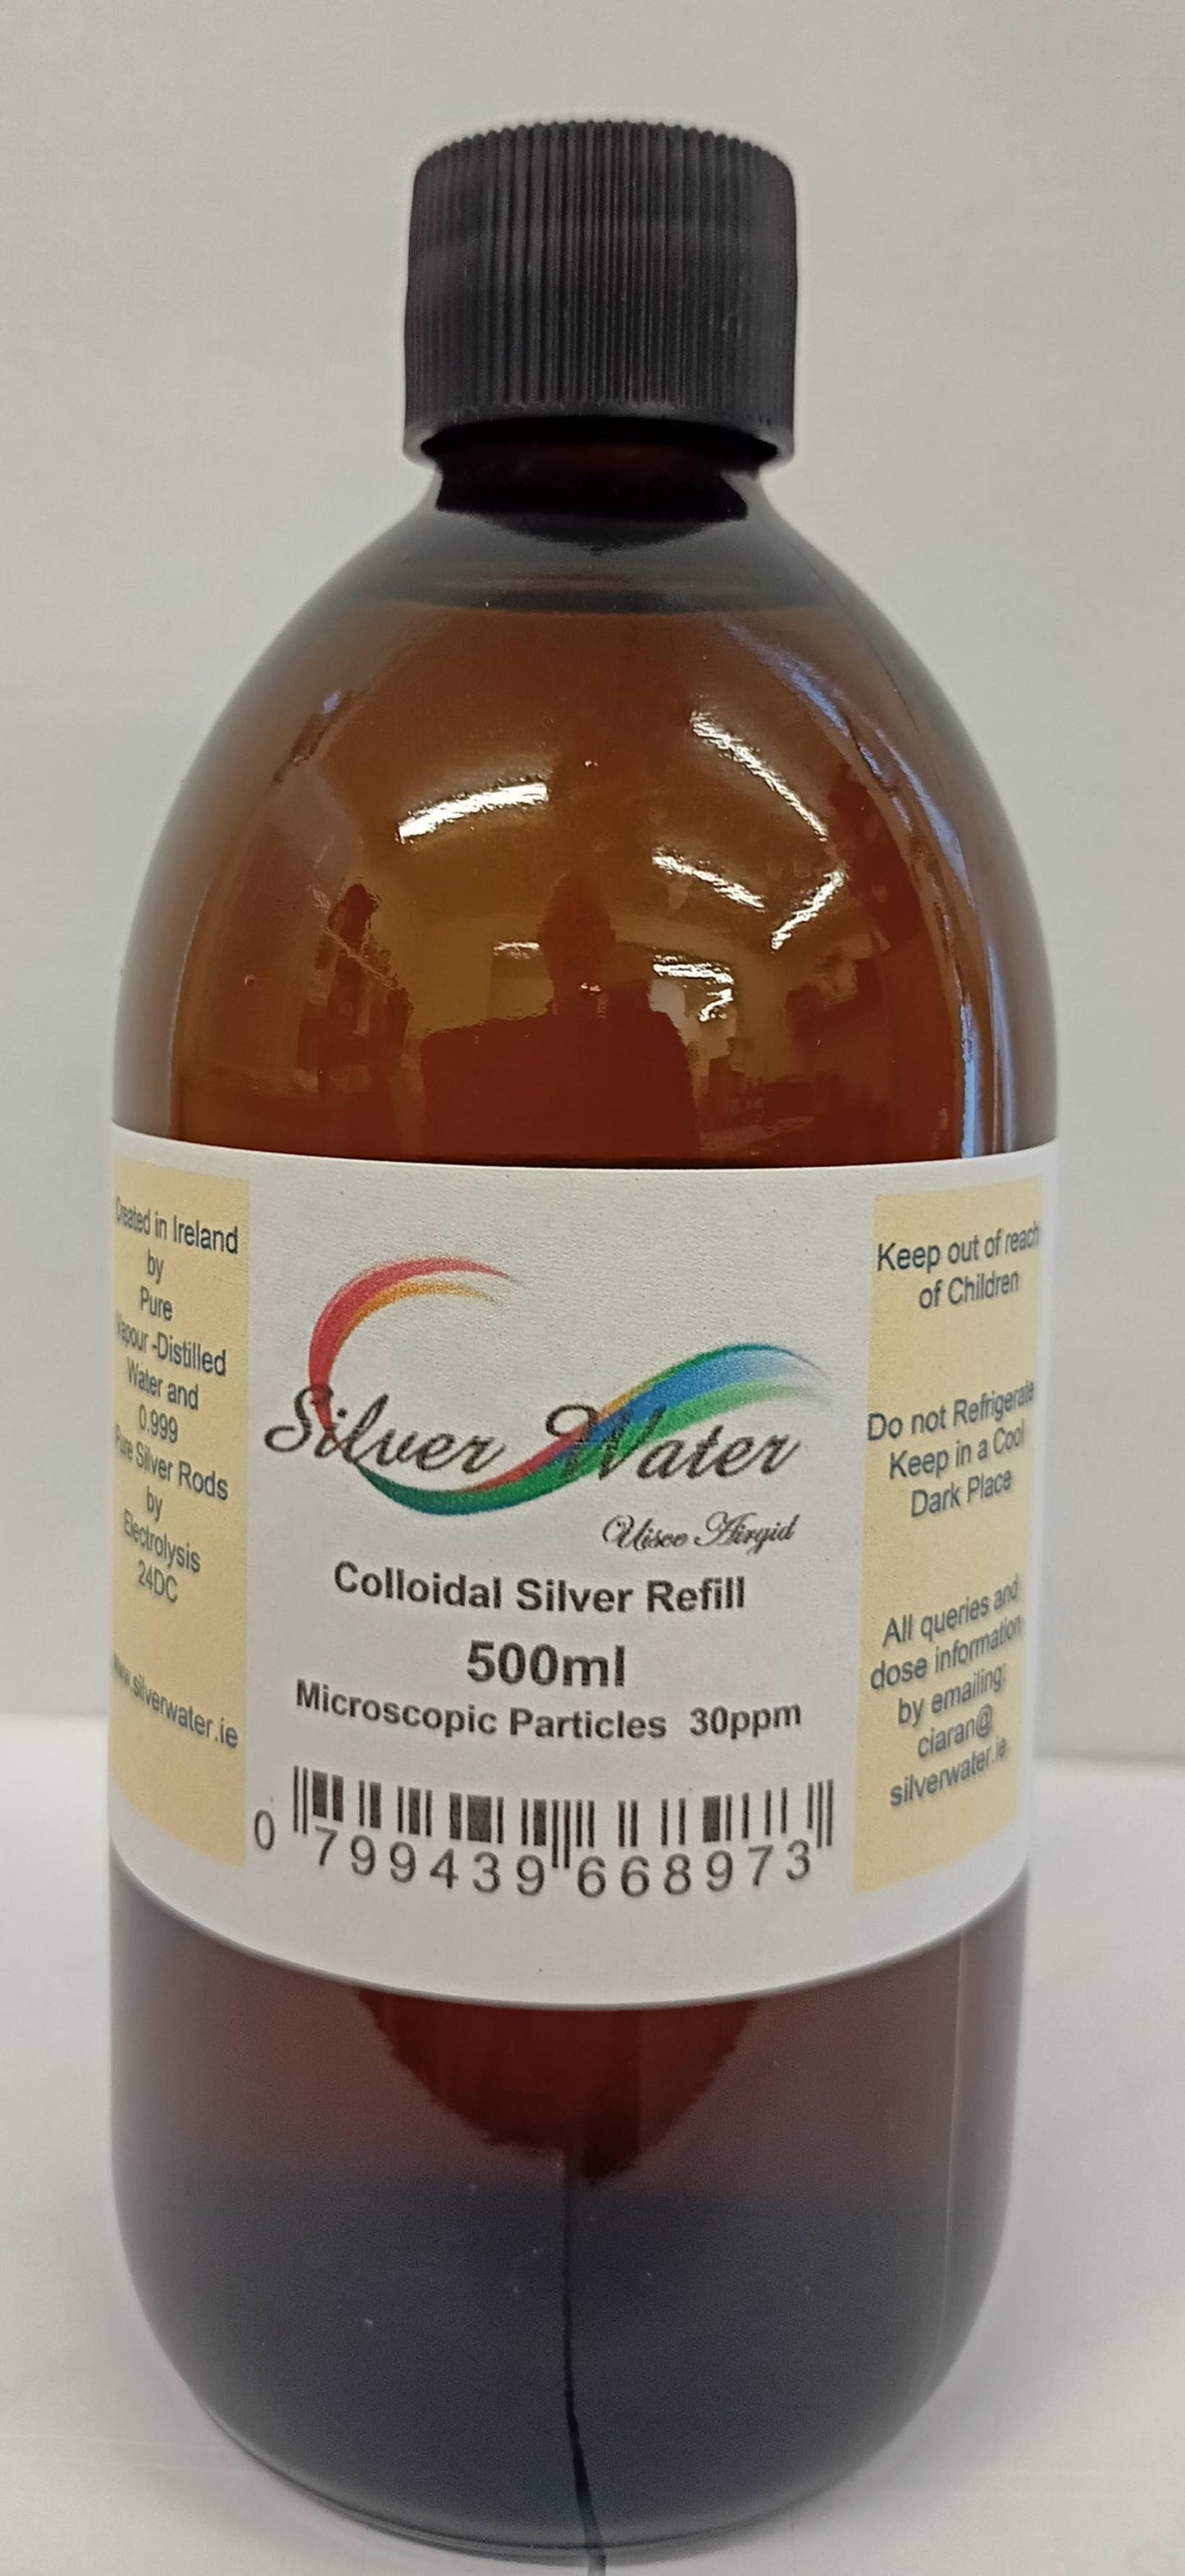 Created in Ireland
by
Pure
Vapour -Distilled
Water and
0.999
Pure Silver Rods
by
Electrolysis
24DC
www.silverwater.ie
Silver Water
Uisce Airgid
Colloidal Silver Refill
500ml
Microscopic Particles 30ppm
0 799439 668973
Keep out of reach
of Children
Do not Refrigerate
Keep in a Cool
Dark Place
All queries and
dose information
by emailing:
ciaran@
silverwater.ie